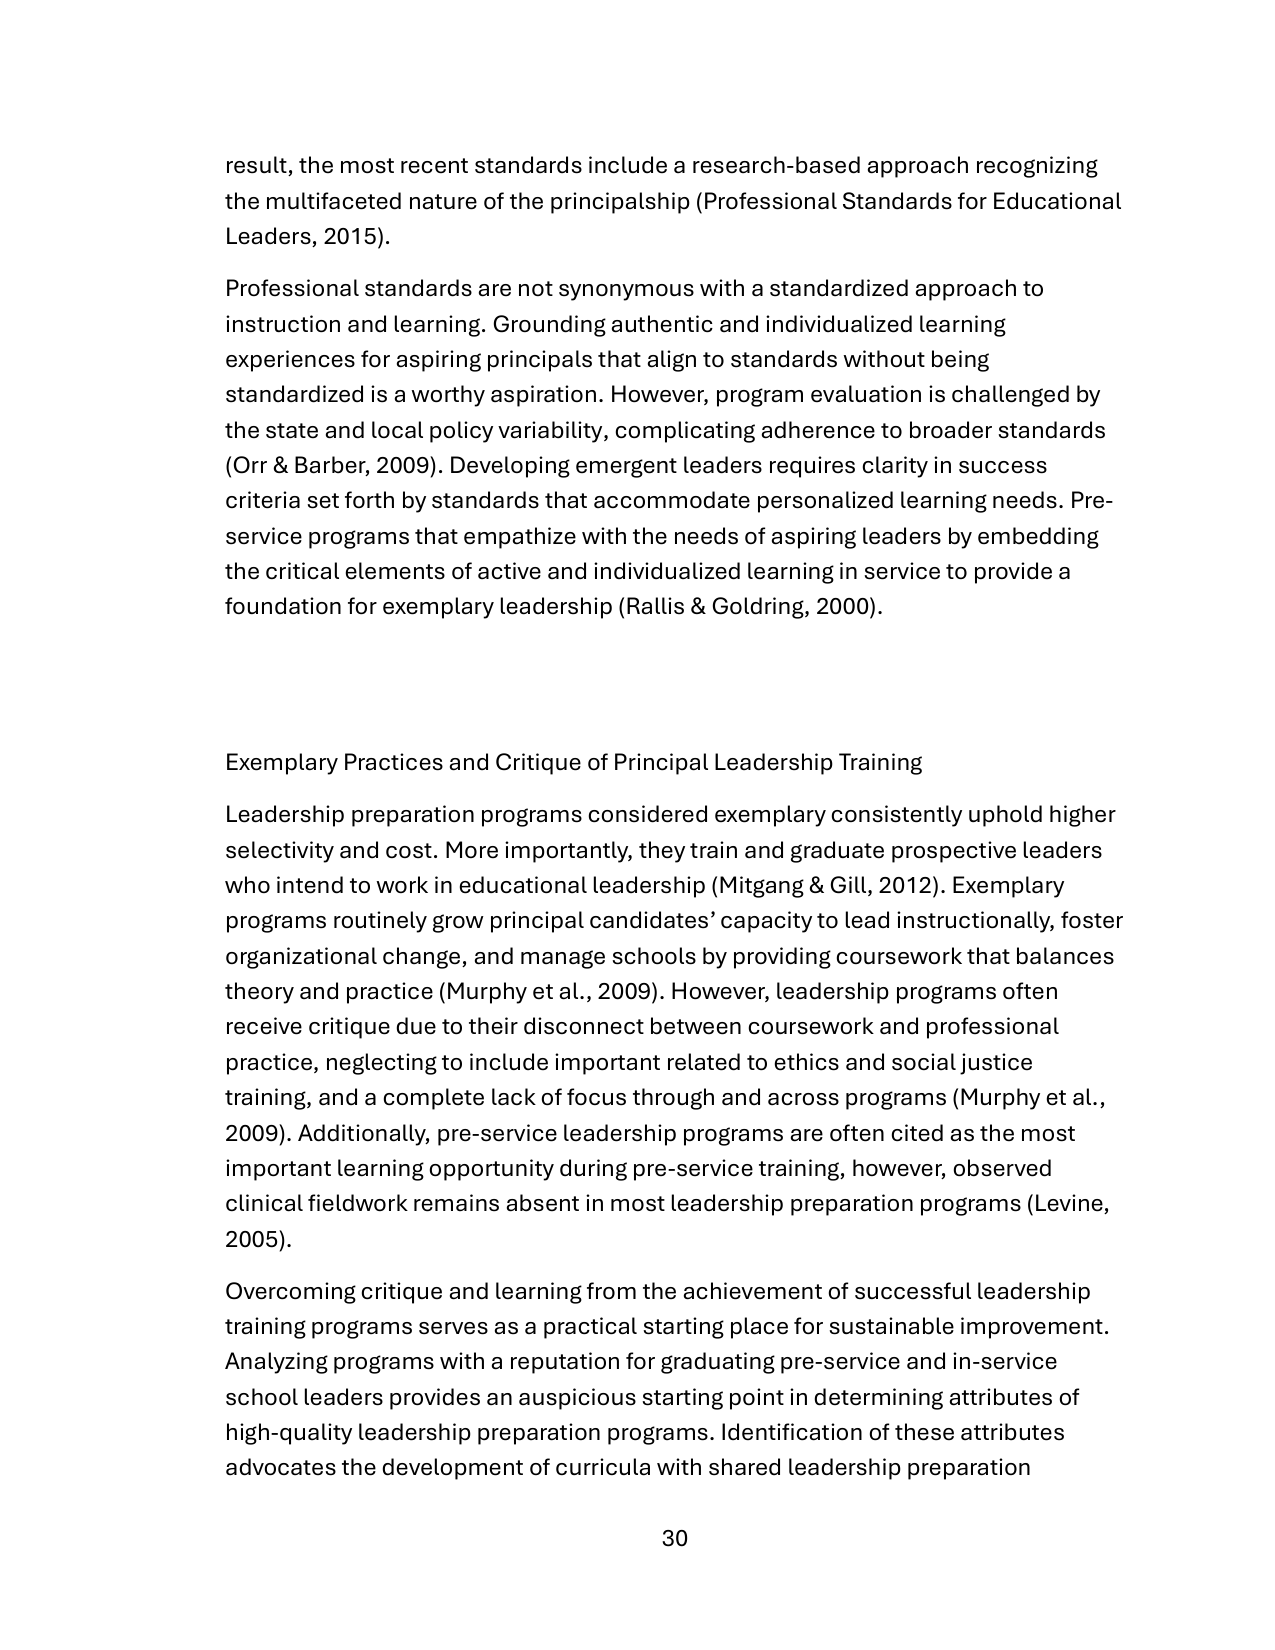 result, the most recent standards include a research-based approach recognizing
the multifaceted nature of the principalship (Professional Standards for Educational
Leaders, 2015).
Professional standards are not synonymous with a standardized approach to
instruction and learning. Grounding authentic and individualized learning
experiences for aspiring principals that align to standards without being
standardized is a worthy aspiration. However, program evaluation is challenged by
the state and local policy variability, complicating adherence to broader standards
(Orr & Barber, 2009). Developing emergent leaders requires clarity in success
criteria set forth by standards that accommodate personalized learning needs. Pre-
service programs that empathize with the needs of aspiring leaders by embedding
the critical elements of active and individualized learning in service to provide a
foundation for exemplary leadership (Rallis & Goldring, 2000).
Exemplary Practices and Critique of Principal Leadership Training
Leadership preparation programs considered exemplary consistently uphold higher
selectivity and cost. More importantly, they train and graduate prospective leaders
who intend to work in educational leadership (Mitgang & Gill, 2012). Exemplary
programs routinely grow principal candidates’ capacity to lead instructionally, foster
organizational change, and manage schools by providing coursework that balances
theory and practice (Murphy et al., 2009). However, leadership programs often
receive critique due to their disconnect between coursework and professional
practice, neglecting to include important related to ethics and social justice
training, and a complete lack of focus through and across programs (Murphy et al.,
2009). Additionally, pre-service leadership programs are often cited as the most
important learning opportunity during pre-service training, however, observed
clinical fieldwork remains absent in most leadership preparation programs (Levine,
2005).
Overcoming critique and learning from the achievement of successful leadership
training programs serves as a practical starting place for sustainable improvement.
Analyzing programs with a reputation for graduating pre-service and in-service
school leaders provides an auspicious starting point in determining attributes of
high-quality leadership preparation programs. Identification of these attributes
advocates the development of curricula with shared leadership preparation
30